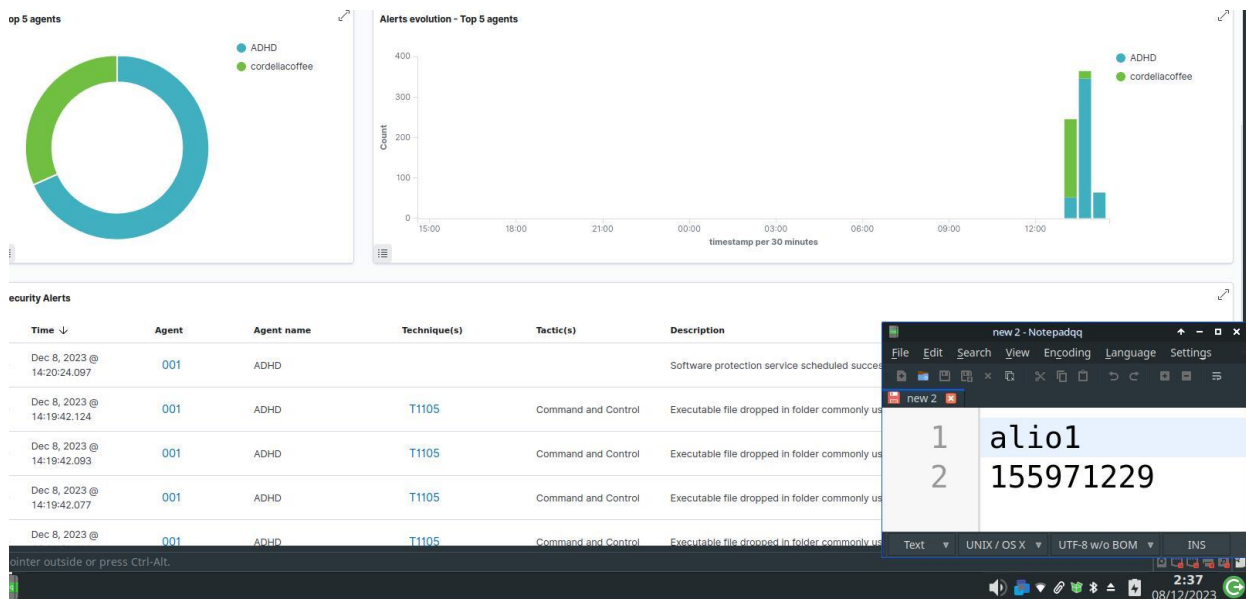 op 5 agents
ADHD
cordeliacoffee
Alerts evolution - Top 5 agents
400
300
200
100
0
Count
15:00 18:00 21:00 00:00 03:00 06:00 09:00 12:00
timestamp per 30 minutes
ADHD
cordeliacoffee
ecurity Alerts
Time Agent Agent name Technique(s) Tactic(s) Description
Dec 8, 2023 @
14:20:24.097 001 ADHD Software protection service scheduled succes
Dec 8, 2023 @
14:19:42.124 001 ADHD T1105 Command and Control Executable file dropped in folder commonly us
Dec 8, 2023 @
14:19:42.093 001 ADHD T1105 Command and Control Executable file dropped in folder commonly us
Dec 8, 2023 @
14:19:42.077 001 ADHD T1105 Command and Control Executable file dropped in folder commonly us
Dec 8, 2023 @
001 ADHD T1105 Command and Control Executable file dropped in folder commonly us
new 2 - Notepadqq
File Edit Search View Encoding Language Settings
new 2
1 alio1
2 155971229
Text UNIX / OS X UTF-8 w/o BOM INS
ointer outside or press Ctrl-Alt.
2:37
08/12/2023